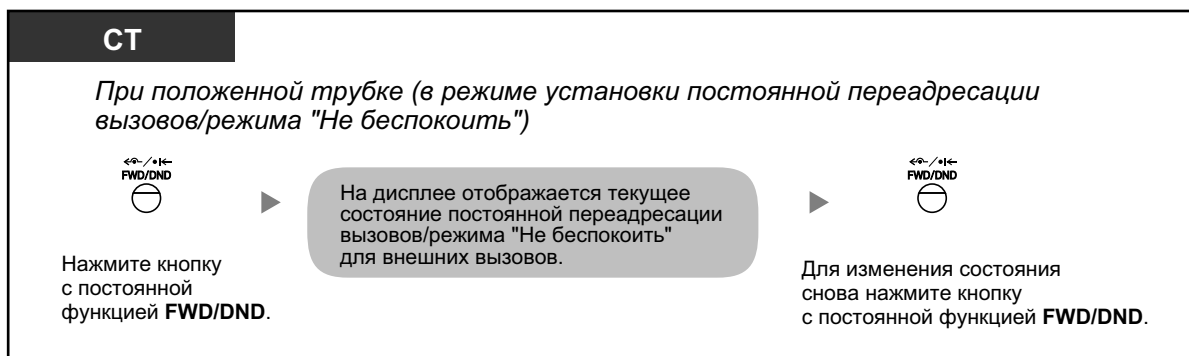 СТ
При положенной трубке (в режиме установки постоянной переадресации
вызовов/режима "Не беспокоить")
FWD/DND
Нажмите кнопку
с постоянной
функцией FWD/DND.
На дисплее отображается текущее
состояние постоянной переадресации
вызовов/режима "Не беспокоить"
для внешних вызовов.
FWD/DND
Для изменения состояния
снова нажмите кнопку
с постоянной функцией FWD/DND.